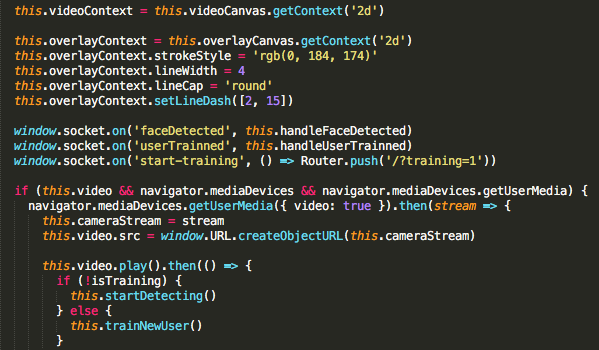 this.videoContext = this.videoCanvas.getContext('2d')
this.overlayContext = this.overlayCanvas.getContext('2d')
this.overlayContext.strokeStyle = 'rgb(0, 184, 174)'
this.overlayContext.lineWidth = 4
this.overlayContext.lineCap = 'round'
this.overlayContext.setLineDash([2, 15])
window.socket.on('faceDetected', this.handleFaceDetected)
window.socket.on('userTrainned', this.handleUserTrainned)
window.socket.on('start-training', () => Router.push('/?training=1'))
if (this.video && navigator.mediaDevices && navigator.mediaDevices.getUserMedia) {
navigator.mediaDevices.getUserMedia({ video: true }).then(stream => {
this.cameraStream = stream
this.video.src = window.URL.createObjectURL(this.cameraStream)
this.video.play().then(() => {
if (!isTraining) {
this.startDetecting()
} else {
this.trainNewUser()
}